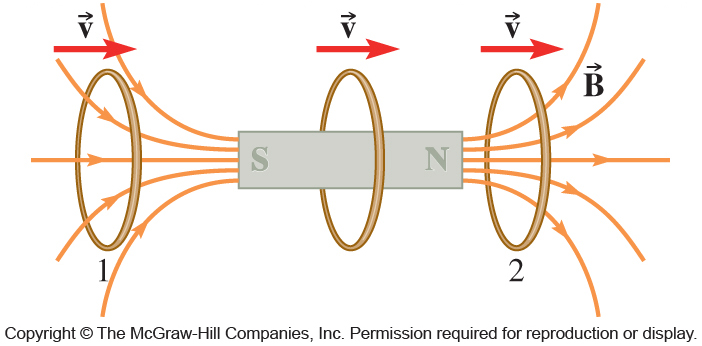 v v v
B
S N
1 2
Copyright © The McGraw-Hill Companies, Inc. Permission required for reproduction or display.